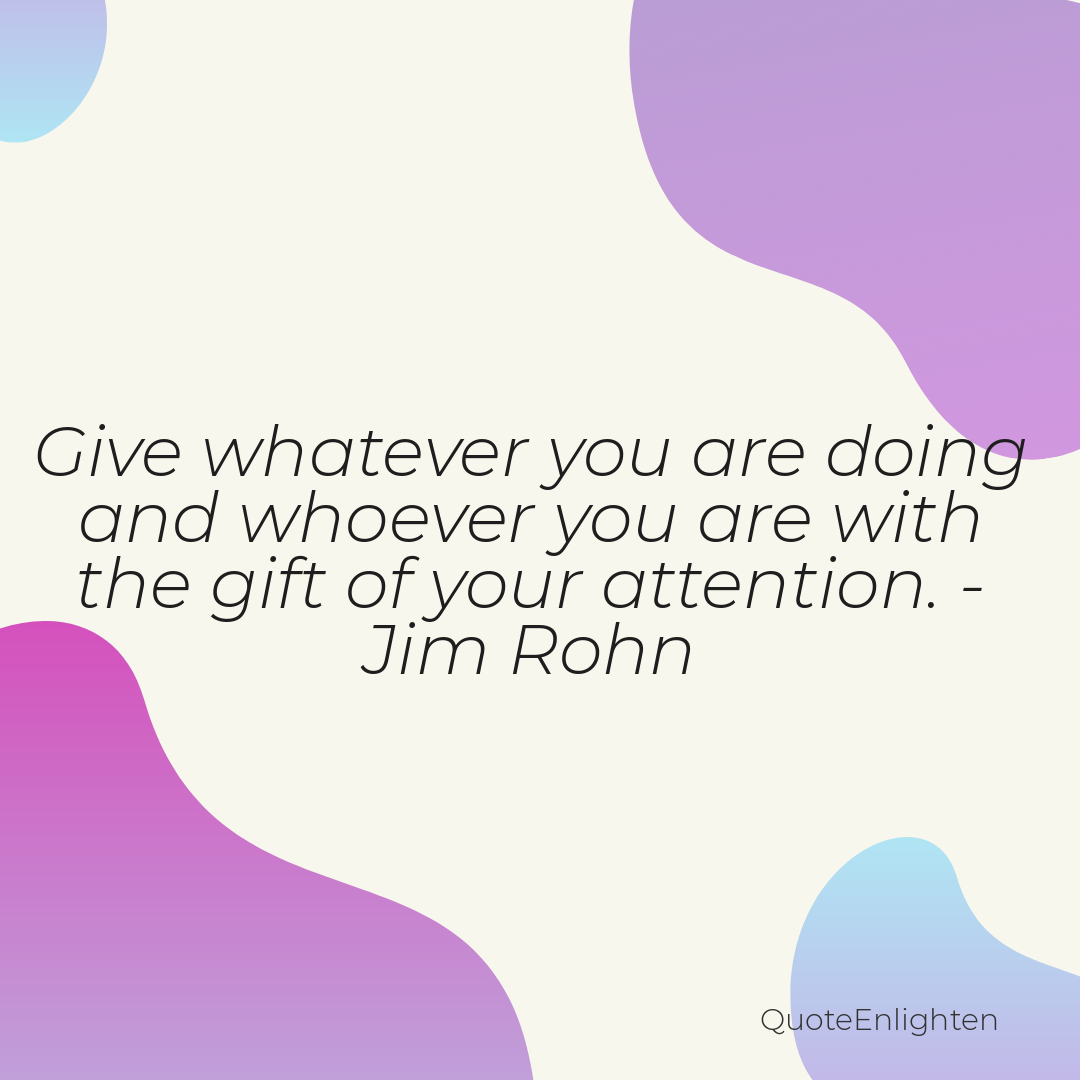 Give whatever you are doing
and whoever you are with
the gift of your attention. -
Jim Rohn
QuoteEnlighten